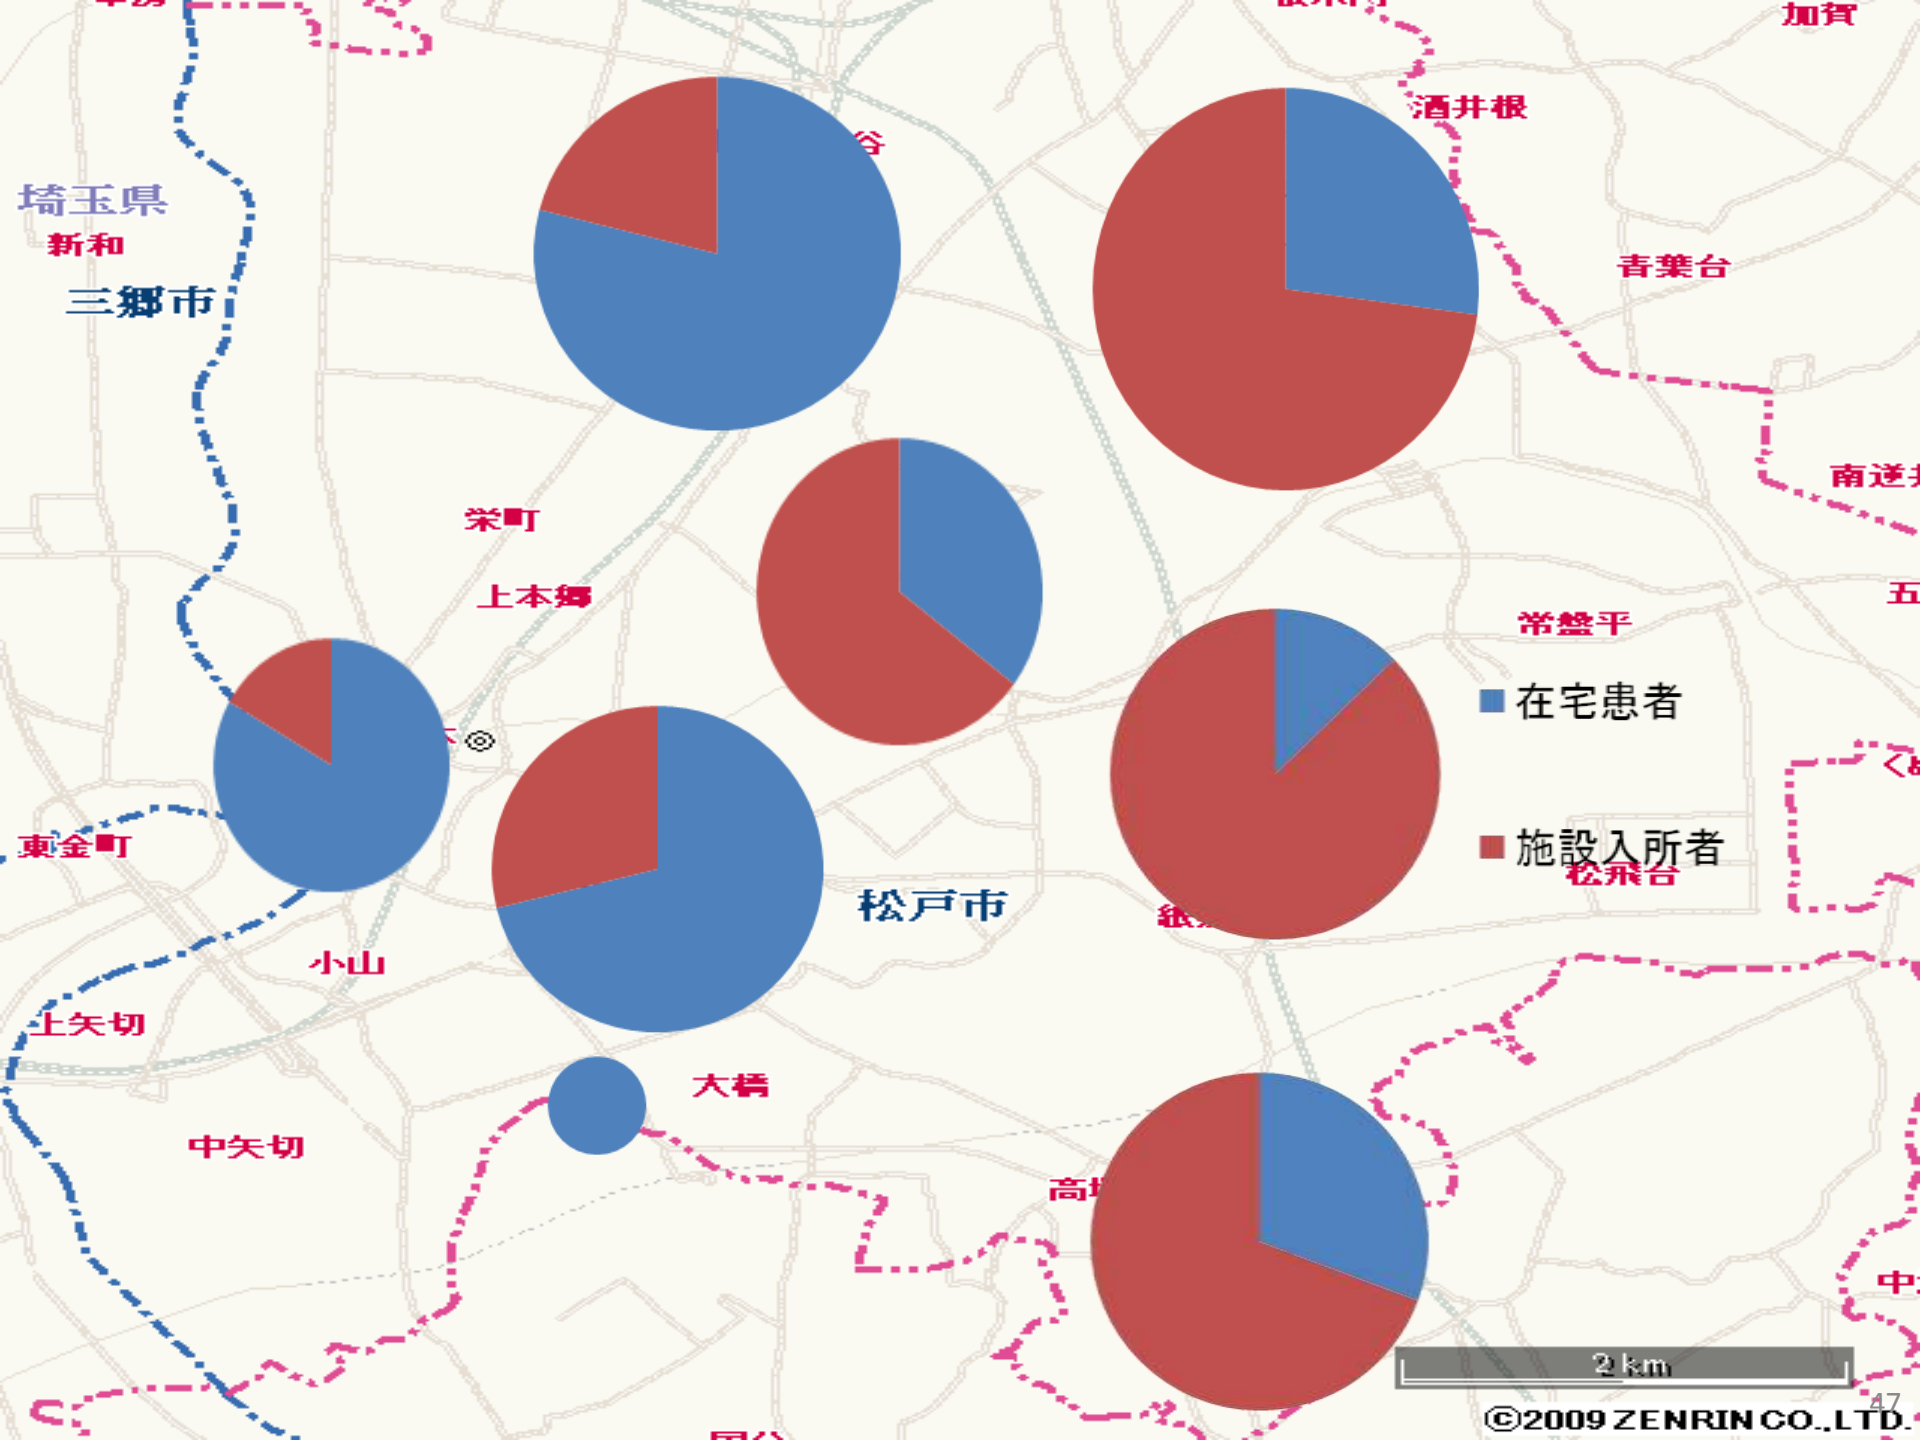 加賀
酒井根
谷
埼玉県
新和
青葉台
三郷市
南逆井
栄町
上本郷
五
常盤平
在宅患者
東金町
施設入所者
松飛台
松戸市
小山
上矢切
大橋
中矢切
2 km
47
©2009 ZENRIN CO.,LTD.